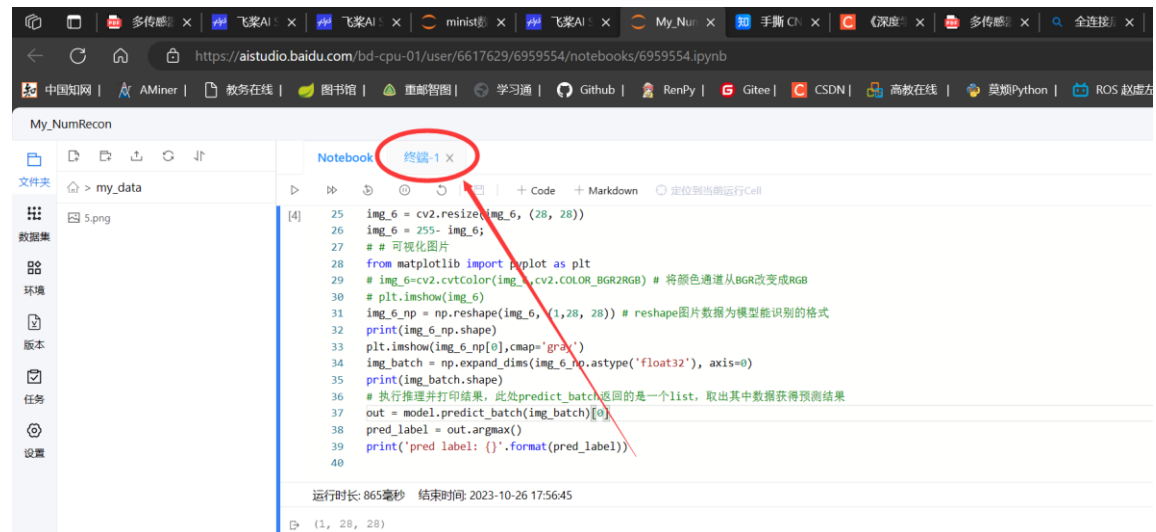 多传感器 飞桨AI S 飞桨AI S minist数 飞桨AI S My_Num 知 手撕 CN C 《深度 多传感器 全连接层
https://aistudio.baidu.com/bd-cpu-01/user/6617629/6959554/notebooks/6959554.ipynb
中国知网 | AMiner | 教务在线 | 图书馆 | 重邮智图 | 学习通 | Github | RenPy | G Gitee | C CSDN | 高教在线 | 莫烦Python | ROS 赵虚左
My_NumRecon
Notebook 终端-1 ×
文件夹 > my_data
+ Code + Markdown 定位到当前运行Cell
5.png
数据集
环境
版本
任务
设置
[4] 25 img_6 = cv2.resize(img_6, (28, 28))
26 img_6 = 255- img_6;
27 # # 可视化图片
28 from matplotlib import pyplot as plt
29 # img_6=cv2.cvtColor(img_6,cv2.COLOR_BGR2RGB) # 将颜色通道从BGR改变成RGB
30 # plt.imshow(img_6)
31 img_6_np = np.reshape(img_6, (1,28, 28)) # reshape图片数据为模型能识别的格式
32 print(img_6_np.shape)
33 plt.imshow(img_6_np[0],cmap='gray')
34 img_batch = np.expand_dims(img_6_np.astype('float32'), axis=0)
35 print(img_batch.shape)
36 # 执行推理并打印结果，此处predict_batch返回的是一个list，取出其中数据获得预测结果
37 out = model.predict_batch(img_batch)[0]
38 pred_label = out.argmax()
39 print('pred label: {}'.format(pred_label))
40
运行时长: 865毫秒 结束时间: 2023-10-26 17:56:45
(1, 28, 28)